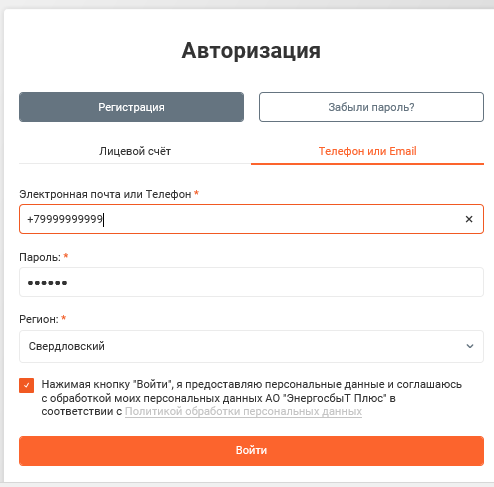 Авторизация
Регистрация
Забыли пароль?
Лицевой счёт
Телефон или Email
Электронная почта или Телефон *
+79999999999
×
Пароль: *
••••••
Регион: *
Свердловский
Нажимая кнопку "Войти", я предоставляю персональные данные и соглашаюсь
с обработкой моих персональных данных АО "ЭнергосбыТ Плюс" в
соответствии с Политикой обработки персональных данных
Войти